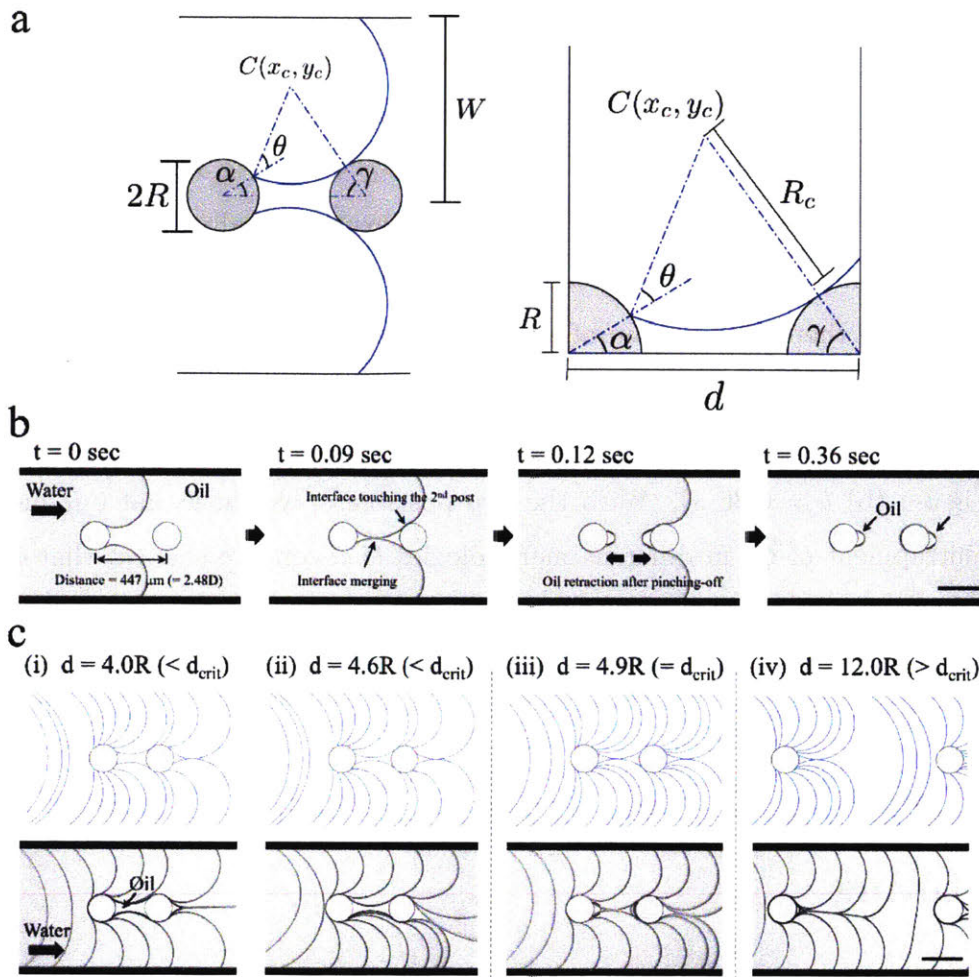 a
C(x_c, y_c)
θ
α
γ
2R
W
C(x_c, y_c)
R_c
θ
R
α
γ
d
b
t = 0 sec
t = 0.09 sec
t = 0.12 sec
t = 0.36 sec
Water
Oil
Distance = 447 μm (= 2.48D)
Interface touching the 2nd post
Interface merging
Oil retraction after pinching-off
Oil
c
(i) d = 4.0R (< d_crit)
(ii) d = 4.6R (< d_crit)
(iii) d = 4.9R (= d_crit)
(iv) d = 12.0R (> d_crit)
Oil
Water